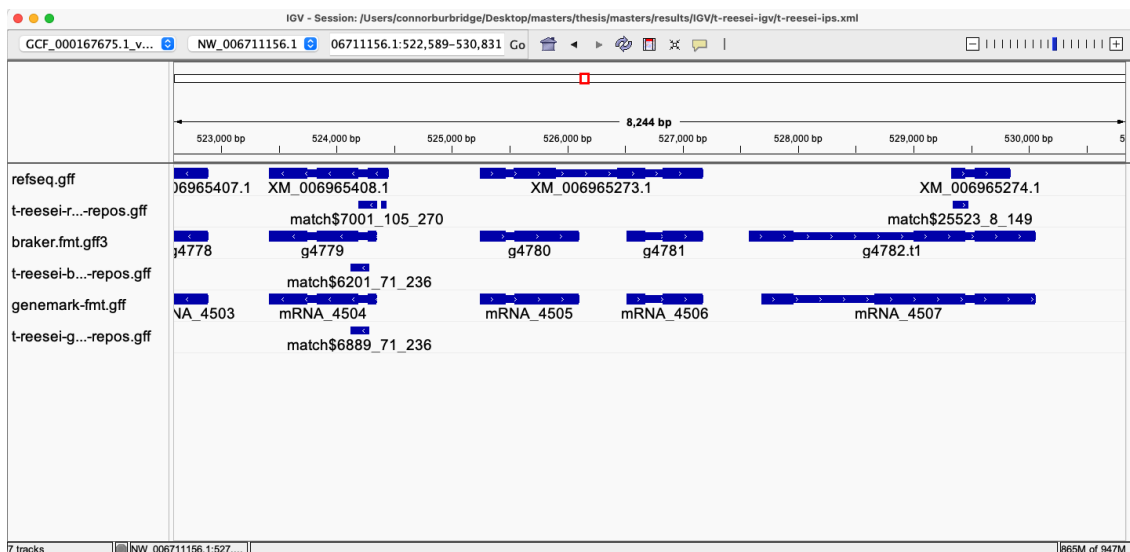 IGV - Session: /Users/connorburbridge/Desktop/masters/thesis/masters/results/IGV/t-reesei-igv/t-reesei-ips.xml
GCF_000167675.1_v... NW_006711156.1 06711156.1:522,589-530,831 Go
8,244 bp
523,000 bp 524,000 bp 525,000 bp 526,000 bp 527,000 bp 528,000 bp 529,000 bp 530,000 bp 5
refseq.gff
06965407.1 XM_006965408.1 XM_006965273.1 XM_006965274.1
t-reesei-r...-repos.gff
match$7001_105_270 match$25523_8_149
braker.fmt.gff3
g4778 g4779 g4780 g4781 g4782.t1
t-reesei-b...-repos.gff
match$6201_71_236
genemark-fmt.gff
NA_4503 mRNA_4504 mRNA_4505 mRNA_4506 mRNA_4507
t-reesei-g...-repos.gff
match$6889_71_236
7 tracks NW_006711156.1:527.... 865M of 947M